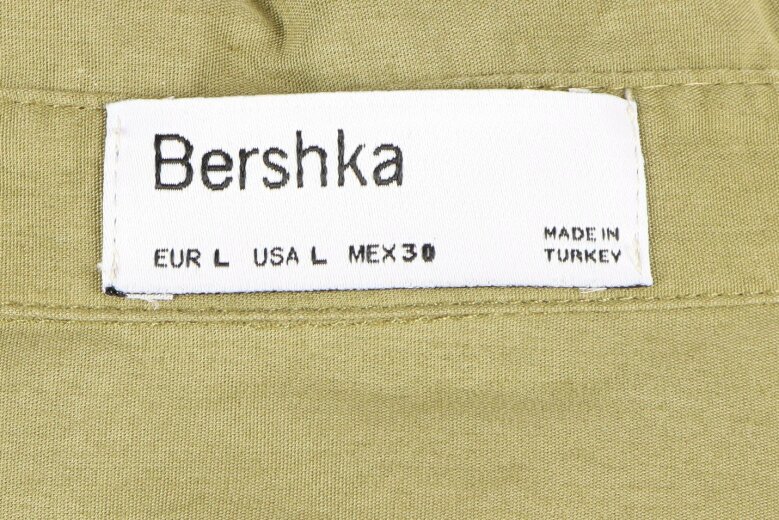 Bershka
EUR L USA L MEX 30
MADE IN
TURKEY